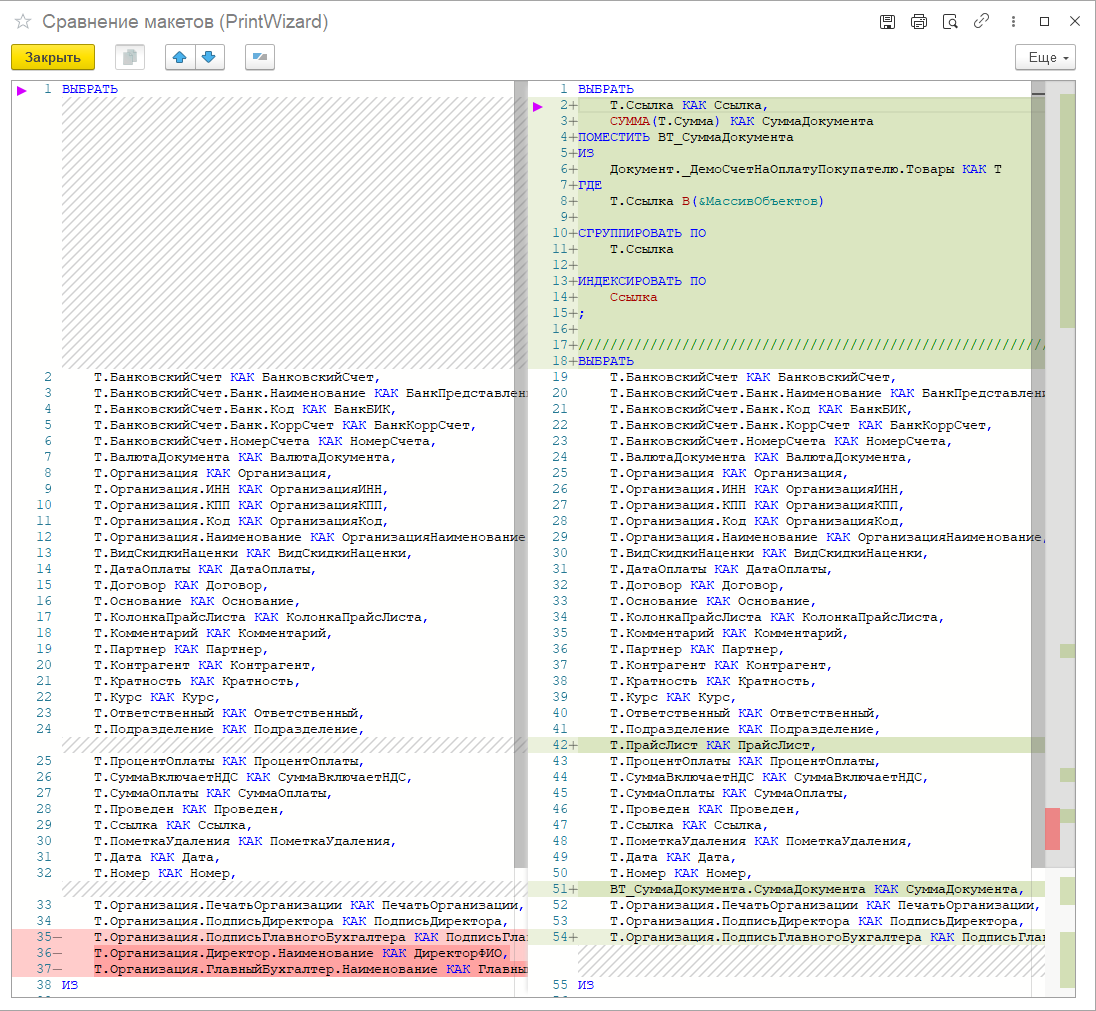 Сравнение макетов (PrintWizard)
Закрыть
Еще
1 ВЫБРАТЬ
2 Т.БанковскийСчет КАК БанковскийСчет,
3 Т.БанковскийСчет.Банк.Наименование КАК БанкПредставлен
4 Т.БанковскийСчет.Банк.Код КАК БанкБИК,
5 Т.БанковскийСчет.Банк.КоррСчет КАК БанкКоррСчет,
6 Т.БанковскийСчет.НомерСчета КАК НомерСчета,
7 Т.ВалютаДокумента КАК ВалютаДокумента,
8 Т.Организация КАК Организация,
9 Т.Организация.ИНН КАК ОрганизацияИНН,
10 Т.Организация.КПП КАК ОрганизацияКПП,
11 Т.Организация.Код КАК ОрганизацияКод,
12 Т.Организация.Наименование КАК ОрганизацияНаименование
13 Т.ВидСкидкиНаценки КАК ВидСкидкиНаценки,
14 Т.ДатаОплаты КАК ДатаОплаты,
15 Т.Договор КАК Договор,
16 Т.Основание КАК Основание,
17 Т.КолонкаПрайсЛиста КАК КолонкаПрайсЛиста,
18 Т.Комментарий КАК Комментарий,
19 Т.Партнер КАК Партнер,
20 Т.Контрагент КАК Контрагент,
21 Т.Кратность КАК Кратность,
22 Т.Курс КАК Курс,
23 Т.Ответственный КАК Ответственный,
24 Т.Подразделение КАК Подразделение,
25 Т.ПроцентОплаты КАК ПроцентОплаты,
26 Т.СуммаВключаетНДС КАК СуммаВключаетНДС,
27 Т.СуммаОплаты КАК СуммаОплаты,
28 Т.Проведен КАК Проведен,
29 Т.Ссылка КАК Ссылка,
30 Т.ПометкаУдаления КАК ПометкаУдаления,
31 Т.Дата КАК Дата,
32 Т.Номер КАК Номер,
33 Т.Организация.ПечатьОрганизации КАК ПечатьОрганизации,
34 Т.Организация.ПодписьДиректора КАК ПодписьДиректора,
35− Т.Организация.ПодписьГлавногоБухгалтера КАК ПодписьГла
36− Т.Организация.Директор.Наименование КАК ДиректорФИО,
37− Т.Организация.ГлавныйБухгалтер.Наименование КАК Главны
38 ИЗ
1 ВЫБРАТЬ
2+ Т.Ссылка КАК Ссылка,
3+ СУММА(Т.Сумма) КАК СуммаДокумента
4+ПОМЕСТИТЬ ВТ_СуммаДокумента
5+ИЗ
6+ Документ._ДемоСчетНаОплатуПокупателю.Товары КАК Т
7+ГДЕ
8+ Т.Ссылка В(&МассивОбъектов)
9+
10+СГРУППИРОВАТЬ ПО
11+ Т.Ссылка
12+
13+ИНДЕКСИРОВАТЬ ПО
14+ Ссылка
15+;
16+
17+//////////////////////////////////////////////////////////
18+ВЫБРАТЬ
19 Т.БанковскийСчет КАК БанковскийСчет,
20 Т.БанковскийСчет.Банк.Наименование КАК БанкПредставлени
21 Т.БанковскийСчет.Банк.Код КАК БанкБИК,
22 Т.БанковскийСчет.Банк.КоррСчет КАК БанкКоррСчет,
23 Т.БанковскийСчет.НомерСчета КАК НомерСчета,
24 Т.ВалютаДокумента КАК ВалютаДокумента,
25 Т.Организация КАК Организация,
26 Т.Организация.ИНН КАК ОрганизацияИНН,
27 Т.Организация.КПП КАК ОрганизацияКПП,
28 Т.Организация.Код КАК ОрганизацияКод,
29 Т.Организация.Наименование КАК ОрганизацияНаименование,
30 Т.ВидСкидкиНаценки КАК ВидСкидкиНаценки,
31 Т.ДатаОплаты КАК ДатаОплаты,
32 Т.Договор КАК Договор,
33 Т.Основание КАК Основание,
34 Т.КолонкаПрайсЛиста КАК КолонкаПрайсЛиста,
35 Т.Комментарий КАК Комментарий,
36 Т.Партнер КАК Партнер,
37 Т.Контрагент КАК Контрагент,
38 Т.Кратность КАК Кратность,
39 Т.Курс КАК Курс,
40 Т.Ответственный КАК Ответственный,
41 Т.Подразделение КАК Подразделение,
42+ Т.ПрайсЛист КАК ПрайсЛист,
43 Т.ПроцентОплаты КАК ПроцентОплаты,
44 Т.СуммаВключаетНДС КАК СуммаВключаетНДС,
45 Т.СуммаОплаты КАК СуммаОплаты,
46 Т.Проведен КАК Проведен,
47 Т.Ссылка КАК Ссылка,
48 Т.ПометкаУдаления КАК ПометкаУдаления,
49 Т.Дата КАК Дата,
50 Т.Номер КАК Номер,
51+ ВТ_СуммаДокумента.СуммаДокумента КАК СуммаДокумента,
52 Т.Организация.ПечатьОрганизации КАК ПечатьОрганизации,
53 Т.Организация.ПодписьДиректора КАК ПодписьДиректора,
54+ Т.Организация.ПодписьГлавногоБухгалтера КАК ПодписьГлав
55 ИЗ